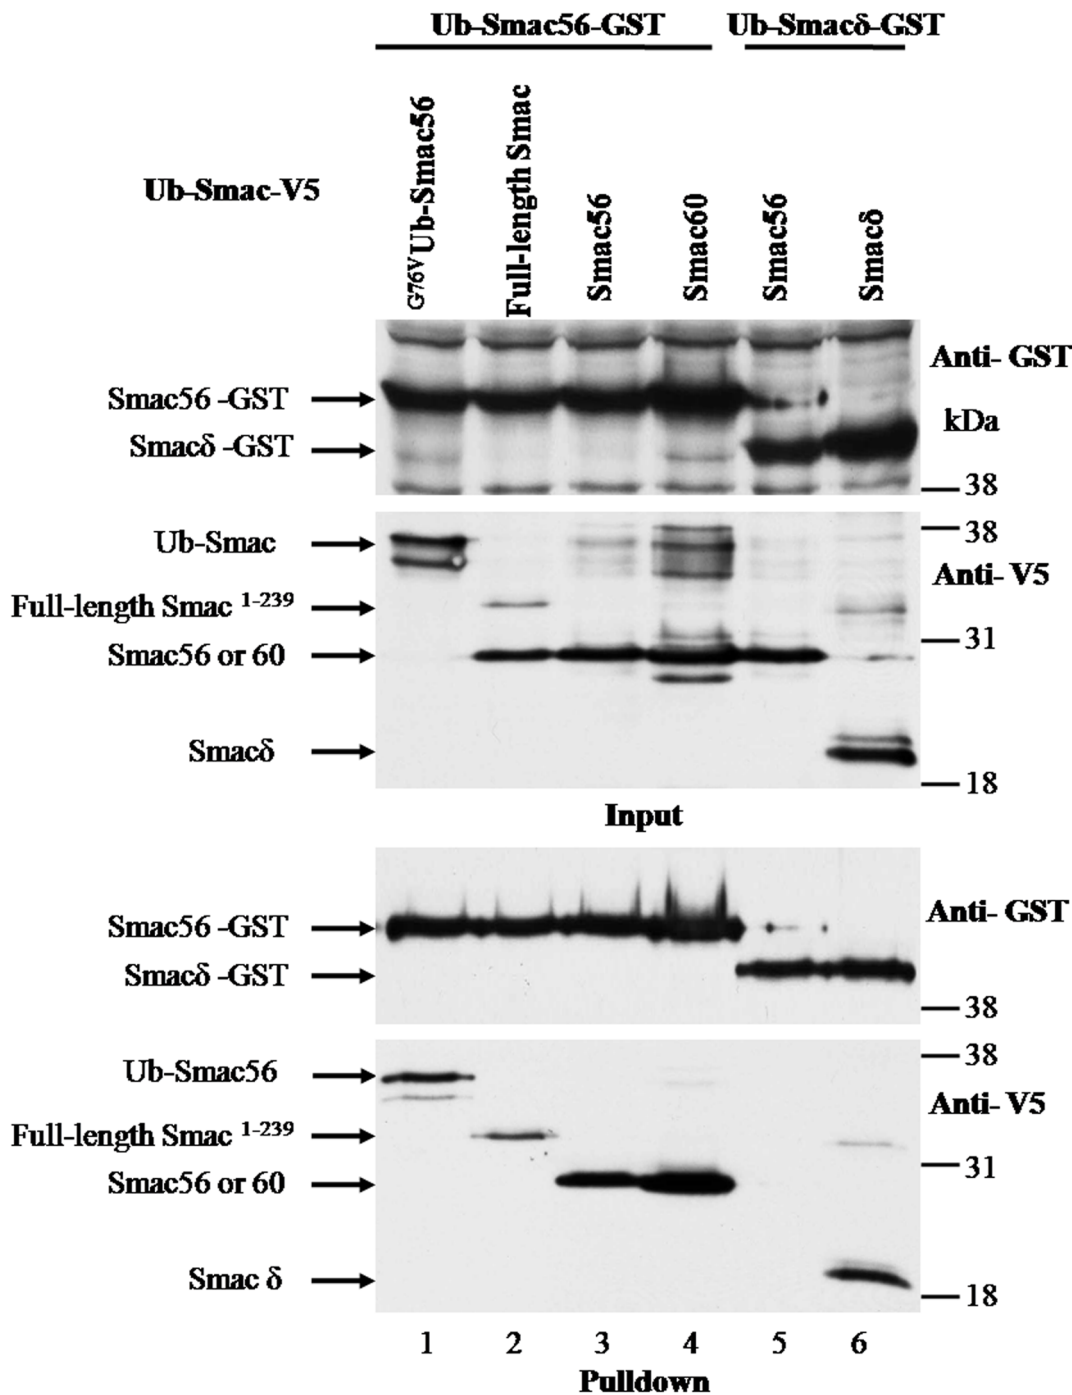 Ub-Smac56-GST Ub-Smacδ-GST
Ub-Smac-V5
G76VUb-Smac56
Full-length Smac
Smac56
Smac60
Smac56
Smacδ
Anti- GST
Smac56 -GST
kDa
Smacδ -GST
38
38
Ub-Smac
Anti- V5
Full-length Smac 1-239
31
Smac56 or 60
Smacδ
18
Input
Anti- GST
Smac56 -GST
Smacδ -GST
38
38
Ub-Smac56
Anti- V5
Full-length Smac 1-239
31
Smac56 or 60
Smac δ
18
1 2 3 4 5 6
Pulldown